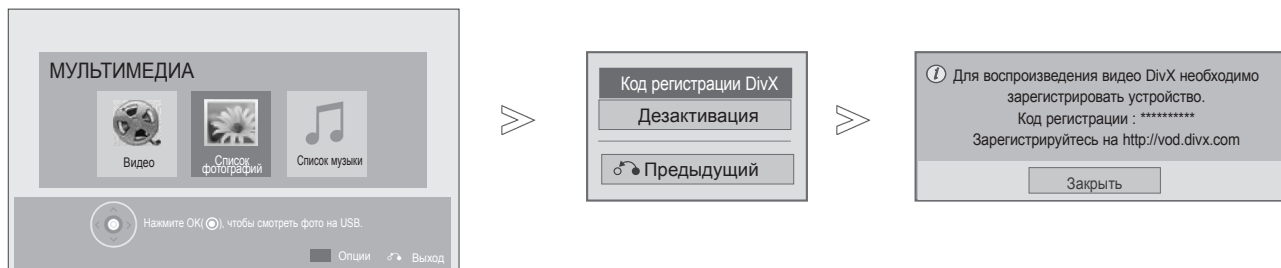 МУЛЬТИМЕДИА
Видео
Список
фотографий
Список музыки
Нажмите OK( ), чтобы смотреть фото на USB.
Опции
Выход
Код регистрации DivX
Дезактивация
Предыдущий
Для воспроизведения видео DivX необходимо
зарегистрировать устройство.
Код регистрации : **********
Зарегистрируйтесь на http://vod.divx.com
Закрыть